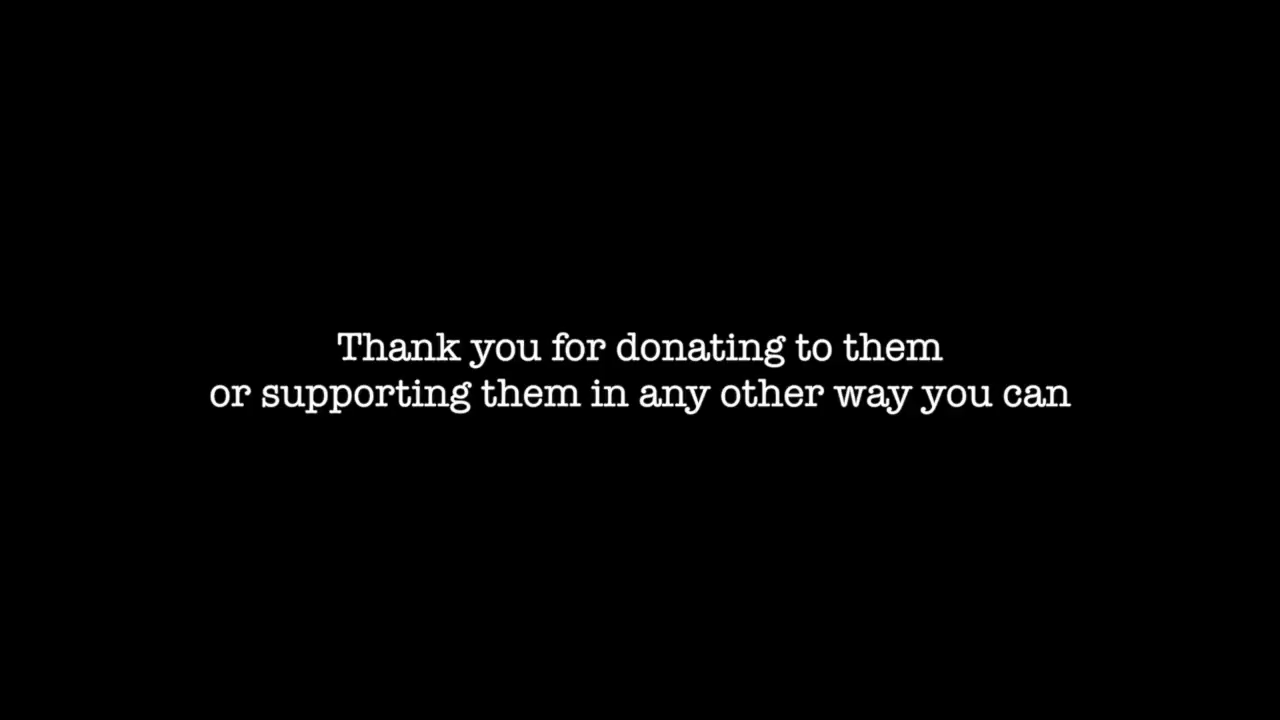 Thank you for donating to them
or supporting them in any other way you can